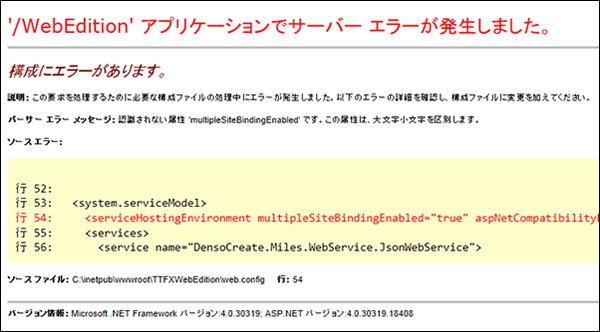 '/WebEdition' アプリケーションでサーバー エラーが発生しました。
構成にエラーがあります。
説明: この要求を処理するために必要な構成ファイルの処理中にエラーが発生しました。以下のエラーの詳細を確認し、構成ファイルに変更を加えてください。
パーサー エラー メッセージ: 認識されない属性 'multipleSiteBindingEnabled' です。この属性は、大文字小文字を区別します。
ソース エラー:
行 52:
行 53:   <system.serviceModel>
行 54:     <serviceHostingEnvironment multipleSiteBindingEnabled="true" aspNetCompatibility
行 55:     <services>
行 56:       <service name="DensoCreate.Miles.WebService.JsonWebService">
ソース ファイル: C:\inetpub\wwwroot\TTFXWebEdition\web.config    行: 54
バージョン情報: Microsoft .NET Framework バージョン:4.0.30319; ASP.NET バージョン:4.0.30319.18408